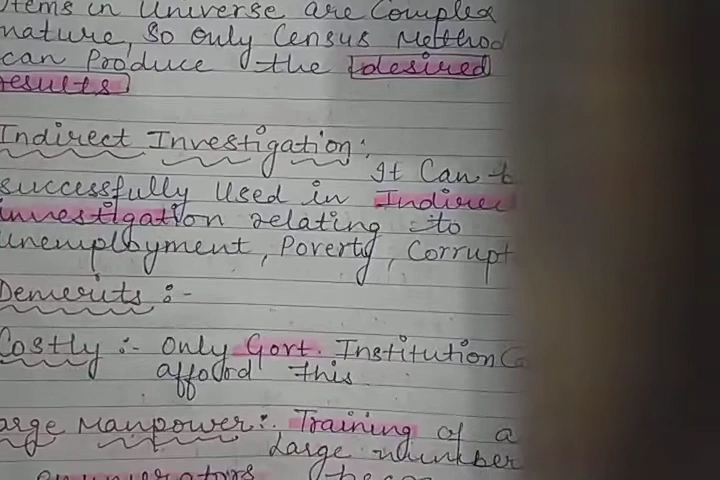 items in Universe are Complex
nature, So only Census Method
can Produce the desired
results
Indirect Investigation:
It Can
successfully Used in Indirec
investigation relating to
unemployment, Poverty, Corrupt
Demerits :-
Costly :- Only Govt. Institution
afford this
arge Manpower:. Training of a
Large number